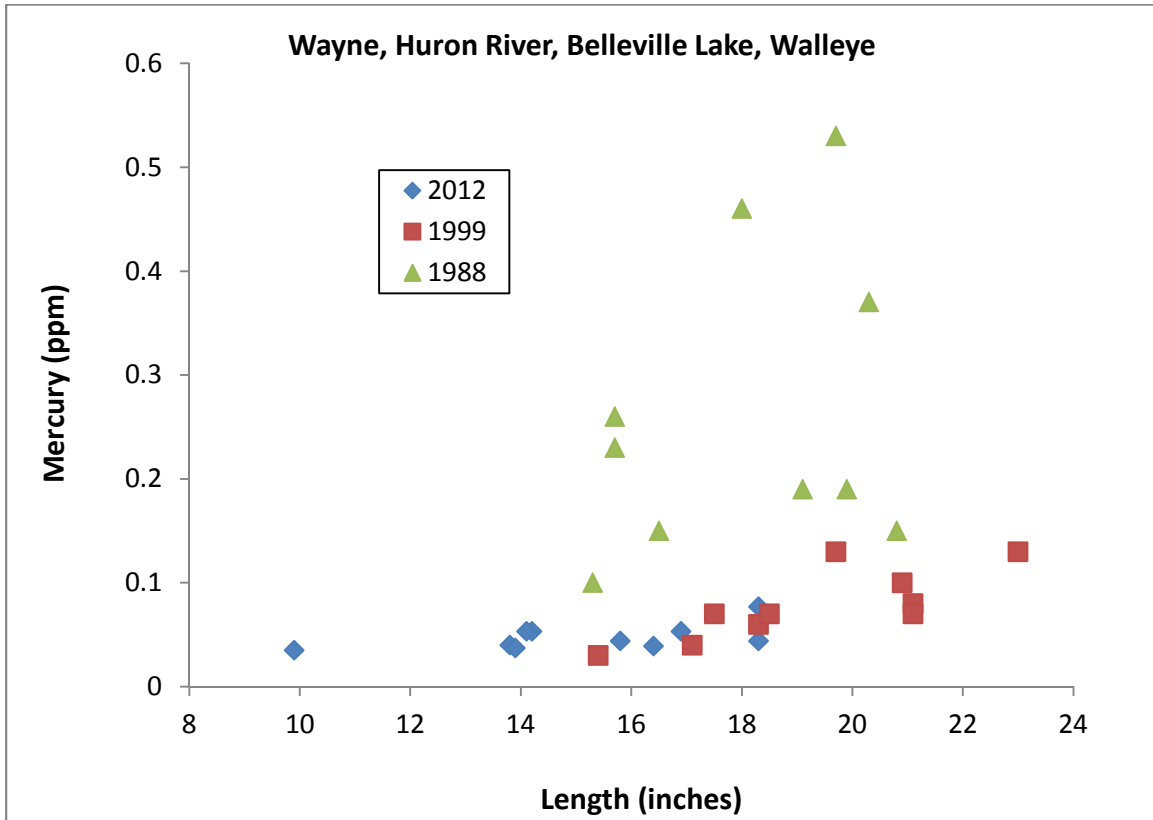 Wayne, Huron River, Belleville Lake, Walleye
0.6
0.5
0.4
0.3
0.2
0.1
0
Mercury (ppm)
2012
1999
1988
8 10 12 14 16 18 20 22 24
Length (inches)